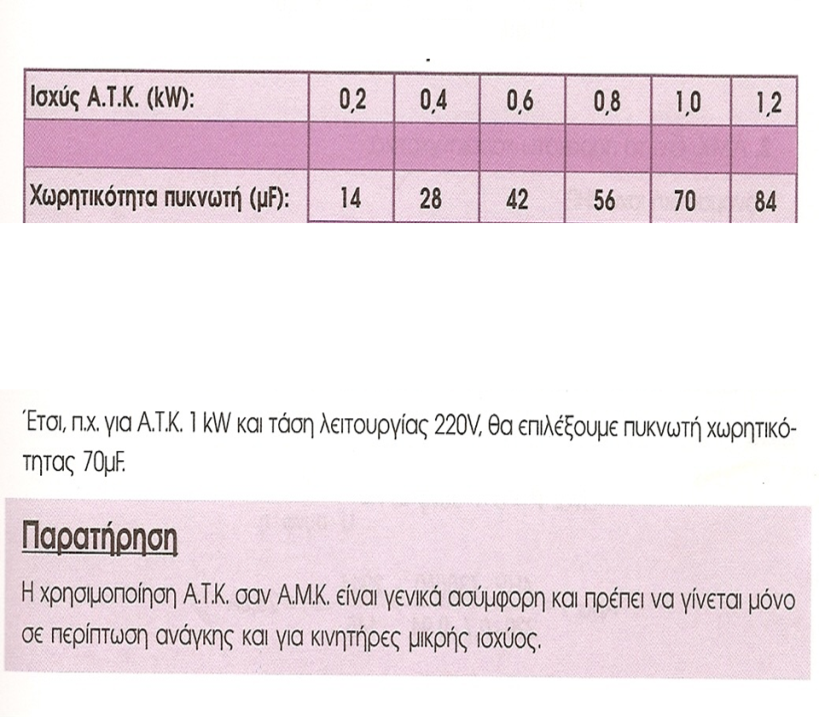 Ισχύς Α.Τ.Κ. (kW): 0,2 0,4 0,6 0,8 1,0 1,2
Χωρητικότητα πυκνωτή (μF): 14 28 42 56 70 84
Έτσι, π.χ. για Α.Τ.Κ. 1 kW και τάση λειτουργίας 220V, θα επιλέξουμε πυκνωτή χωρητικό-
τητας 70μF.
Παρατήρηση
Η χρησιμοποίηση Α.Τ.Κ. σαν Α.Μ.Κ. είναι γενικά ασύμφορη και πρέπει να γίνεται μόνο
σε περίπτωση ανάγκης και για κινητήρες μικρής ισχύος.